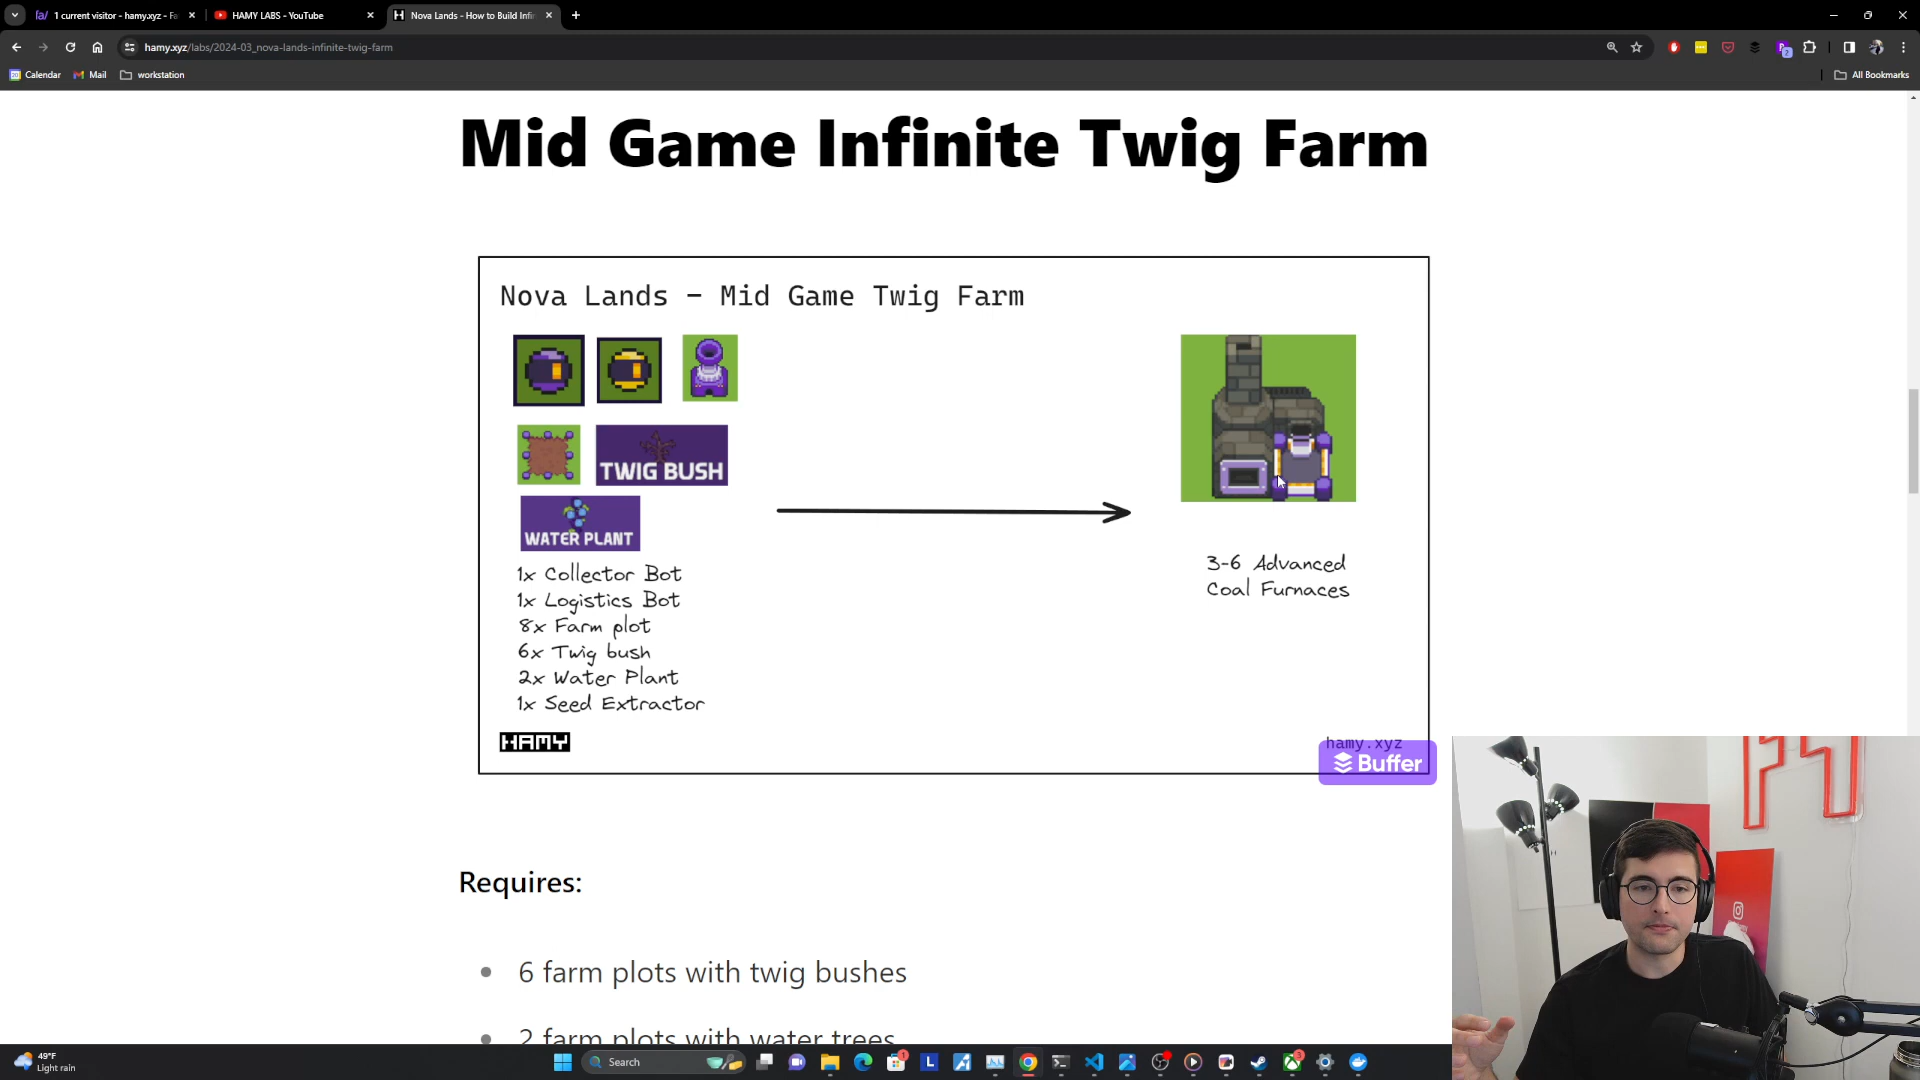 1 current visitor - hamy.xyz - Fa
HAMY LABS - YouTube
Nova Lands - How to Build Infin
hamy.xyz/labs/2024-03_nova-lands-infinite-twig-farm
Calendar
Mail
workstation
All Bookmarks
Mid Game Infinite Twig Farm
Nova Lands - Mid Game Twig Farm
TWIG BUSH
WATER PLANT
1x Collector Bot
1x Logistics Bot
8x Farm plot
6x Twig bush
2x Water Plant
1x Seed Extractor
3-6 Advanced
Coal Furnaces
HAMY
hamy.xyz
Buffer
Requires:
6 farm plots with twig bushes
2 farm plots with water trees
49°F
Light rain
Search